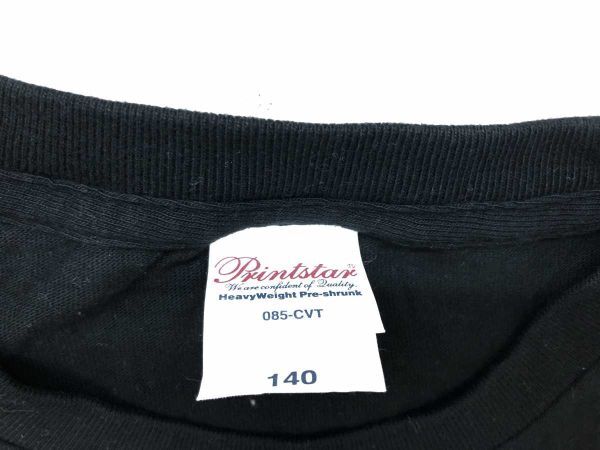 Printstar
We are confident of Quality.
HeavyWeight Pre-shrunk
085-CVT
140